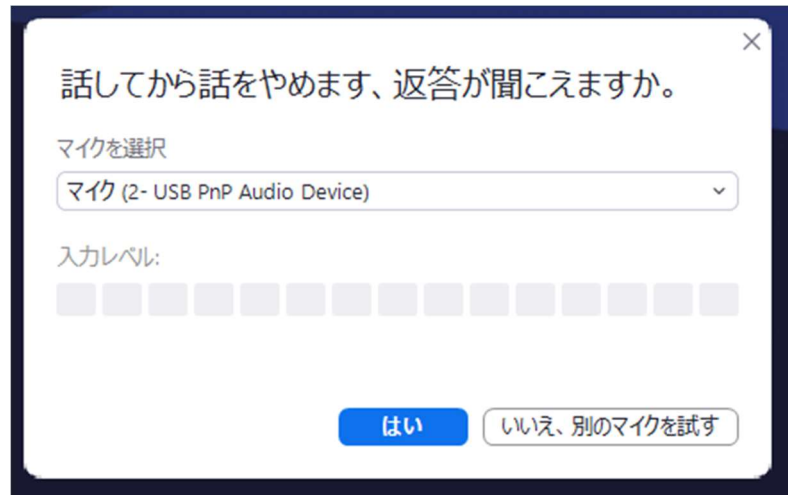 話してから話をやめます、返答が聞こえますか。
マイクを選択
マイク (2- USB PnP Audio Device)
入力レベル:
はい
いいえ、別のマイクを試す